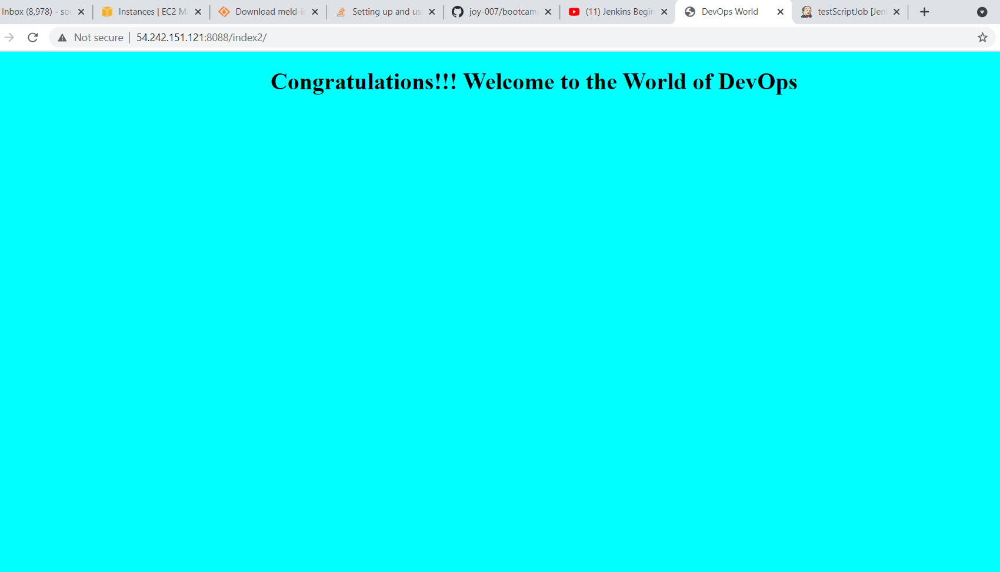 Inbox (8,978) - sou
Instances | EC2 M
Download meld-in
Setting up and us
joy-007/bootcam
(11) Jenkins Begin
DevOps World
testScriptJob [Jen
Not secure | 54.242.151.121:8088/index2/
Congratulations!!! Welcome to the World of DevOps